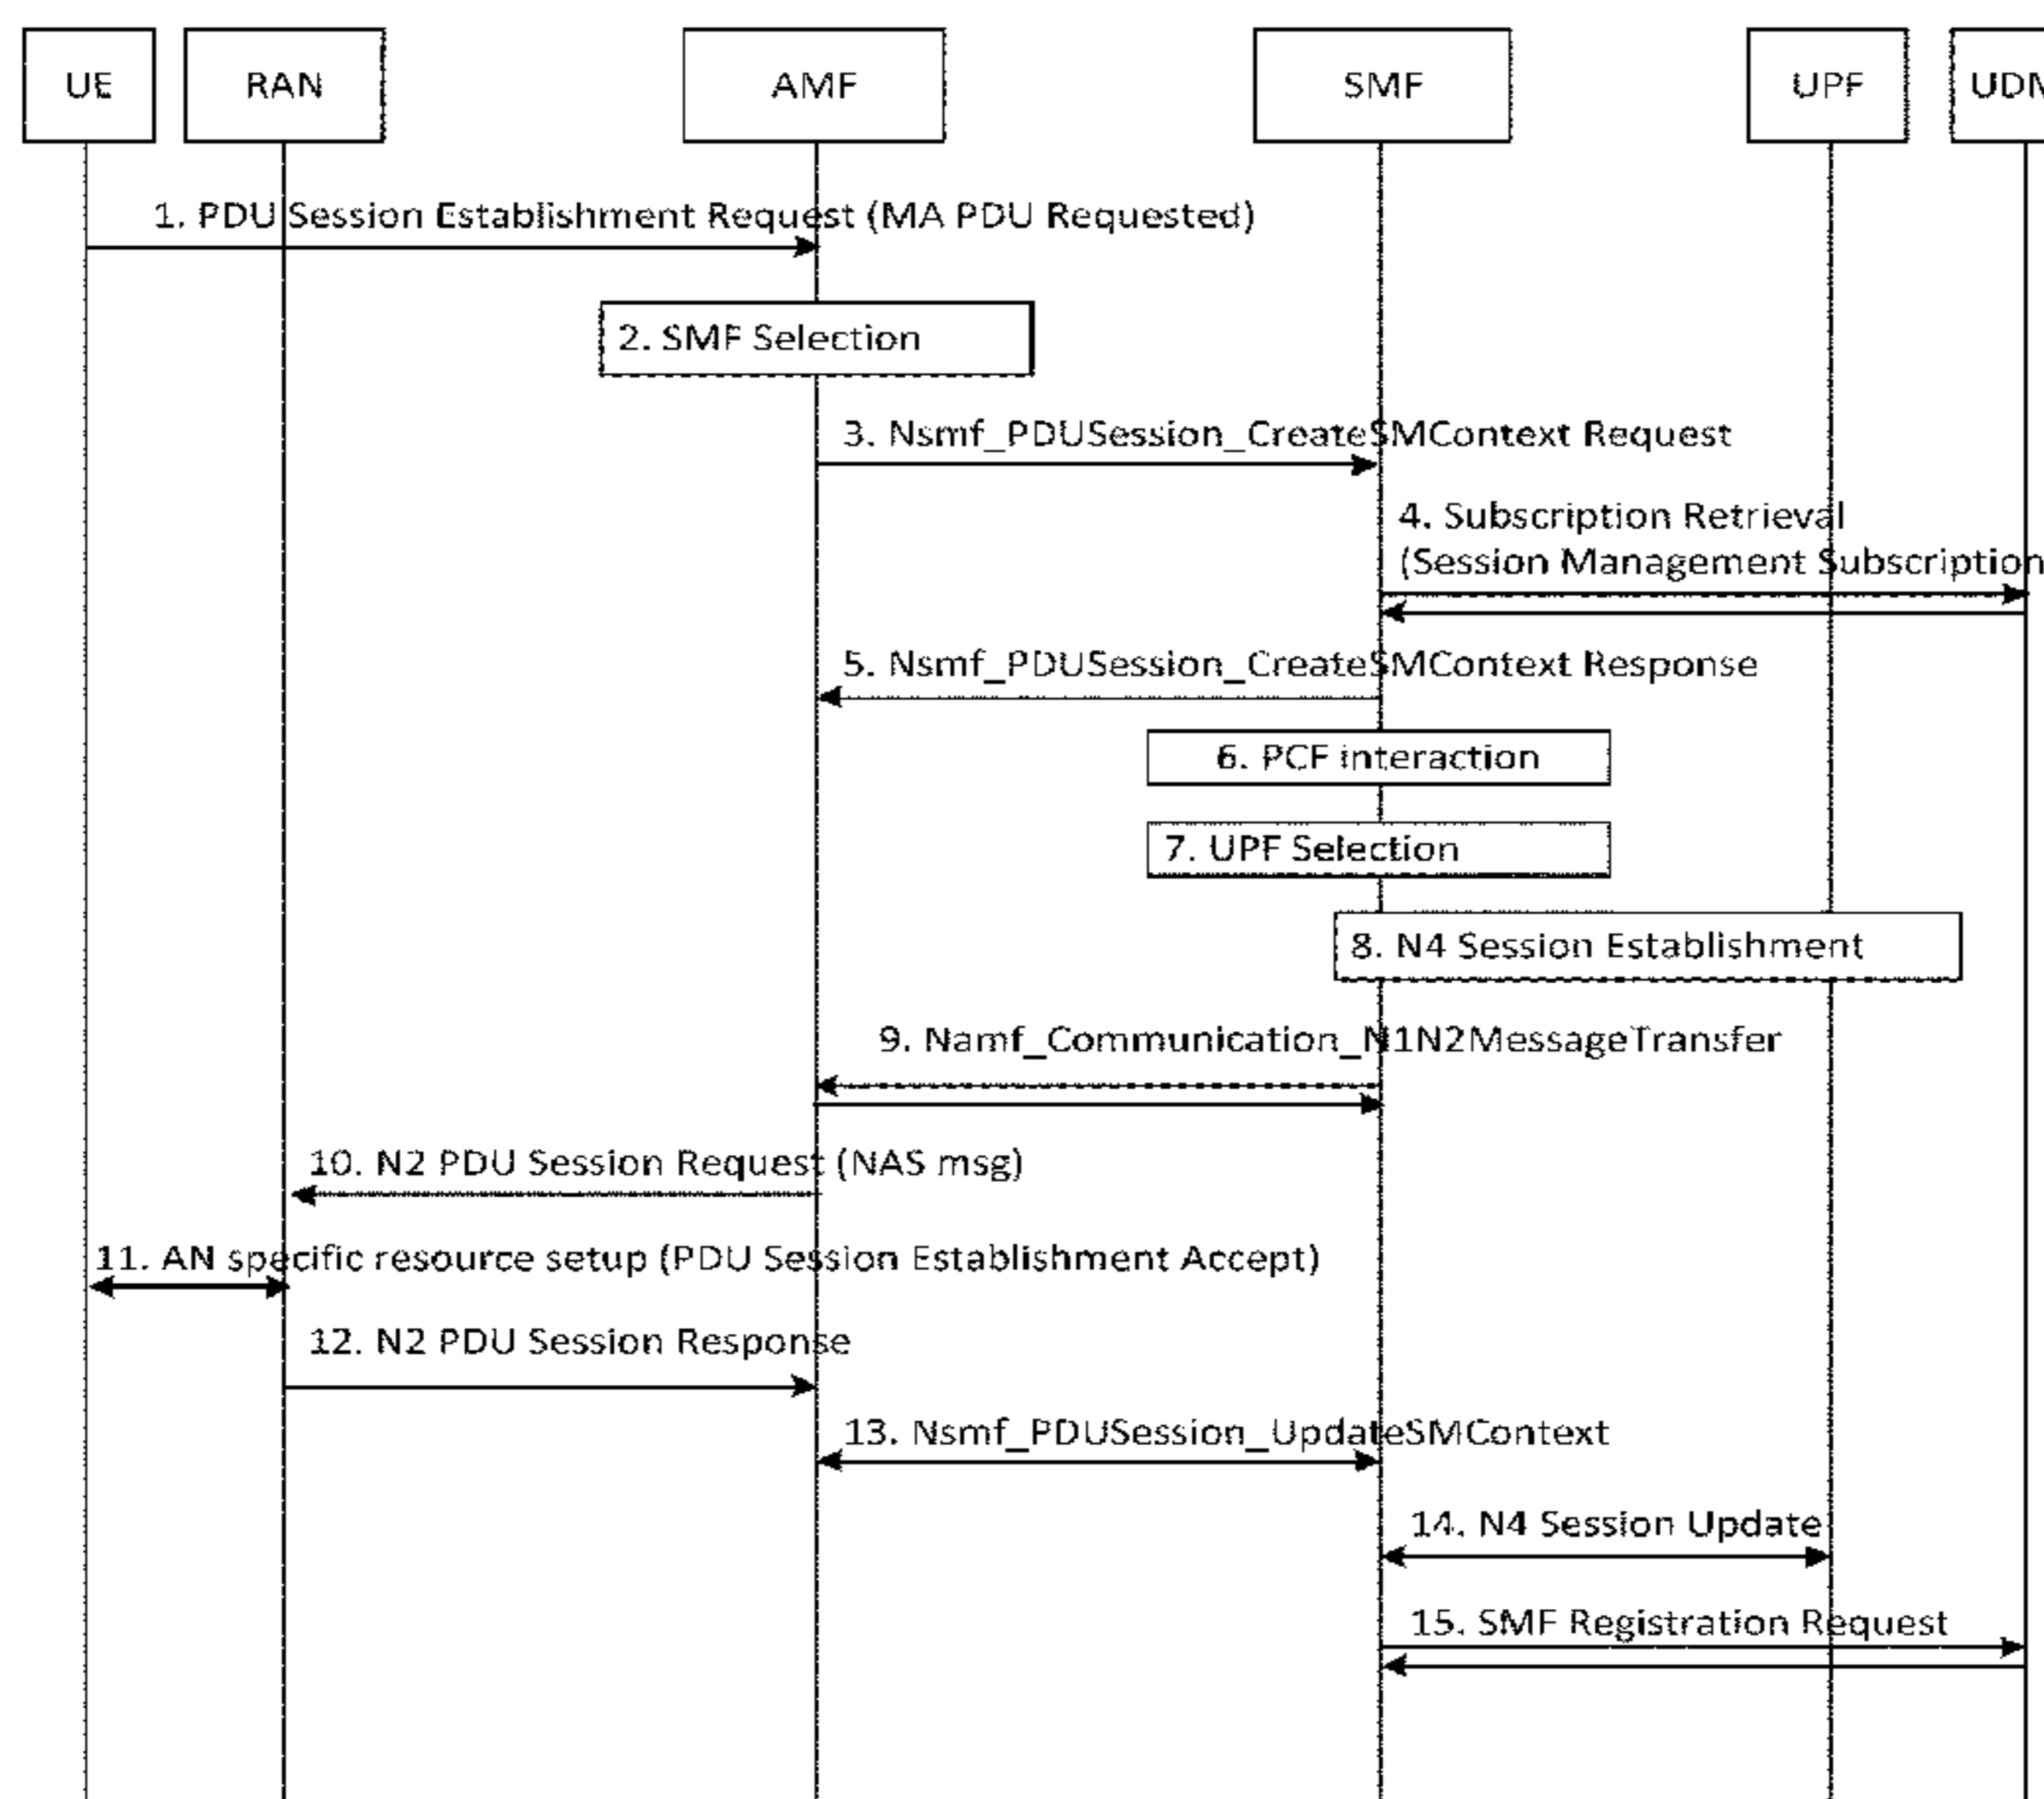 UE RAN AMF SMF UPF UDM
1. PDU Session Establishment Request (MA PDU Requested)
2. SMF Selection
3. Nsmf_PDUSession_CreateSMContext Request
4. Subscription Retrieval
(Session Management Subscription
5. Nsmf_PDUSession_CreateSMContext Response
6. PCF interaction
7. UPF Selection
8. N4 Session Establishment
9. Namf_Communication_N1N2MessageTransfer
10. N2 PDU Session Request (NAS msg)
11. AN specific resource setup (PDU Session Establishment Accept)
12. N2 PDU Session Response
13. Nsmf_PDUSession_UpdateSMContext
14. N4 Session Update
15. SMF Registration Request